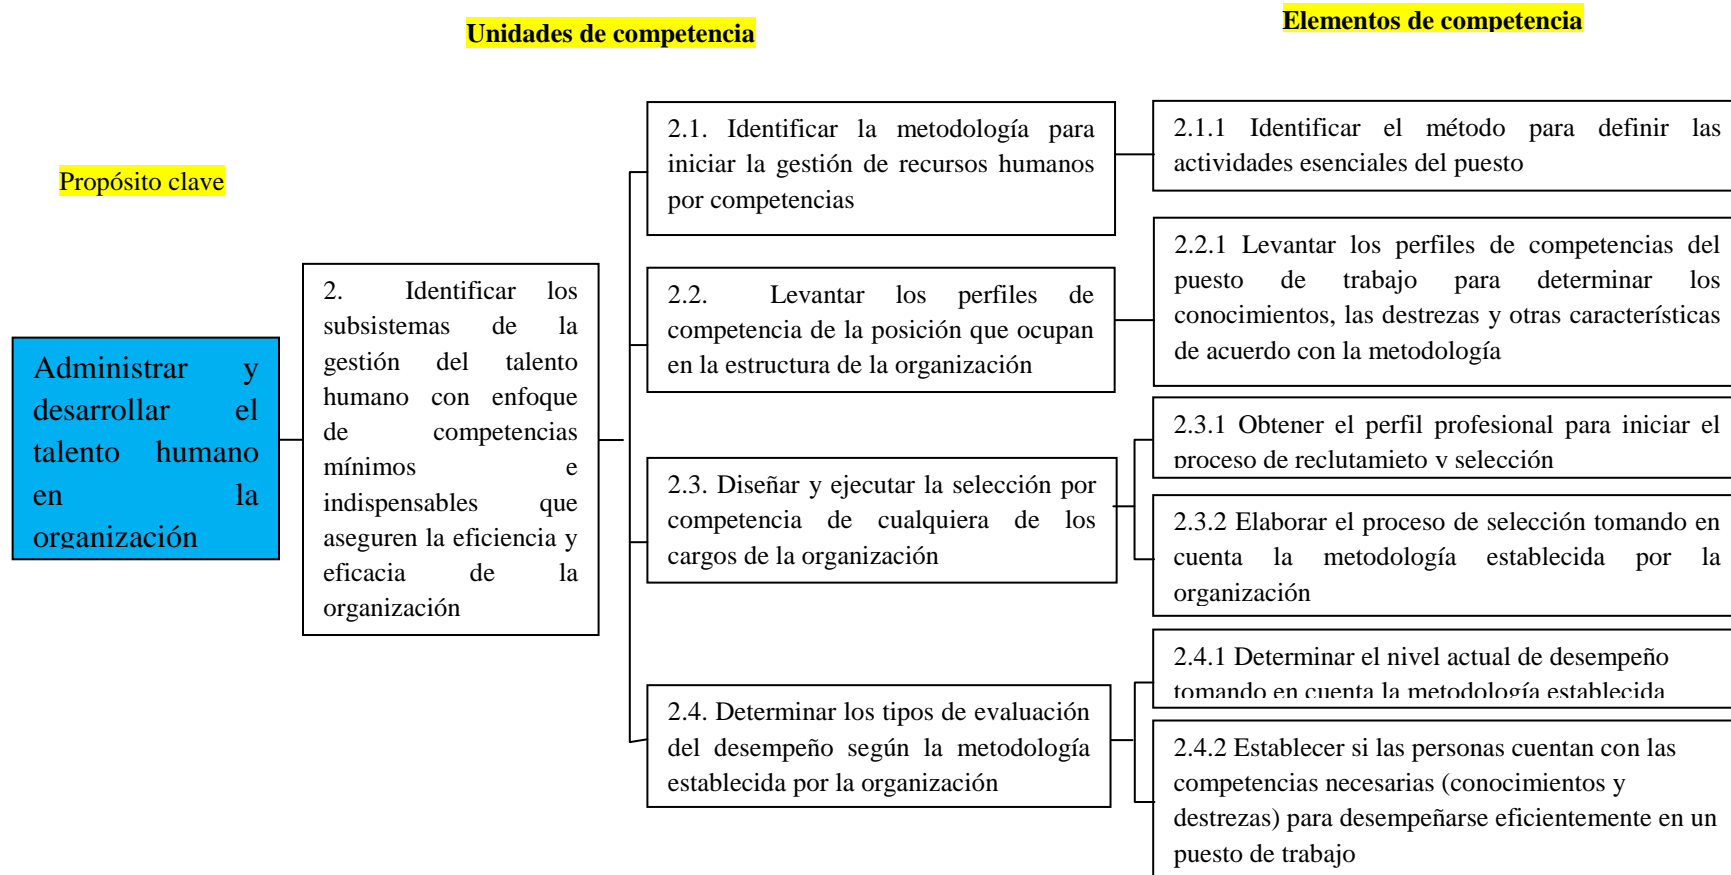 Unidades de competencia
Elementos de competencia
Propósito clave
Administrar y
desarrollar el
talento humano
en la
organización
2. Identificar los
subsistemas de la
gestión del talento
humano con enfoque
de competencias
mínimos e
indispensables que
aseguren la eficiencia y
eficacia de la
organización
2.1. Identificar la metodología para
iniciar la gestión de recursos humanos
por competencias
2.2. Levantar los perfiles de
competencia de la posición que ocupan
en la estructura de la organización
2.3. Diseñar y ejecutar la selección por
competencia de cualquiera de los
cargos de la organización
2.4. Determinar los tipos de evaluación
del desempeño según la metodología
establecida por la organización
2.1.1 Identificar el método para definir las
actividades esenciales del puesto
2.2.1 Levantar los perfiles de competencias del
puesto de trabajo para determinar los
conocimientos, las destrezas y otras características
de acuerdo con la metodología
2.3.1 Obtener el perfil profesional para iniciar el
proceso de reclutamieto y selección
2.3.2 Elaborar el proceso de selección tomando en
cuenta la metodología establecida por la
organización
2.4.1 Determinar el nivel actual de desempeño
tomando en cuenta la metodología establecida
2.4.2 Establecer si las personas cuentan con las
competencias necesarias (conocimientos y
destrezas) para desempeñarse eficientemente en un
puesto de trabajo